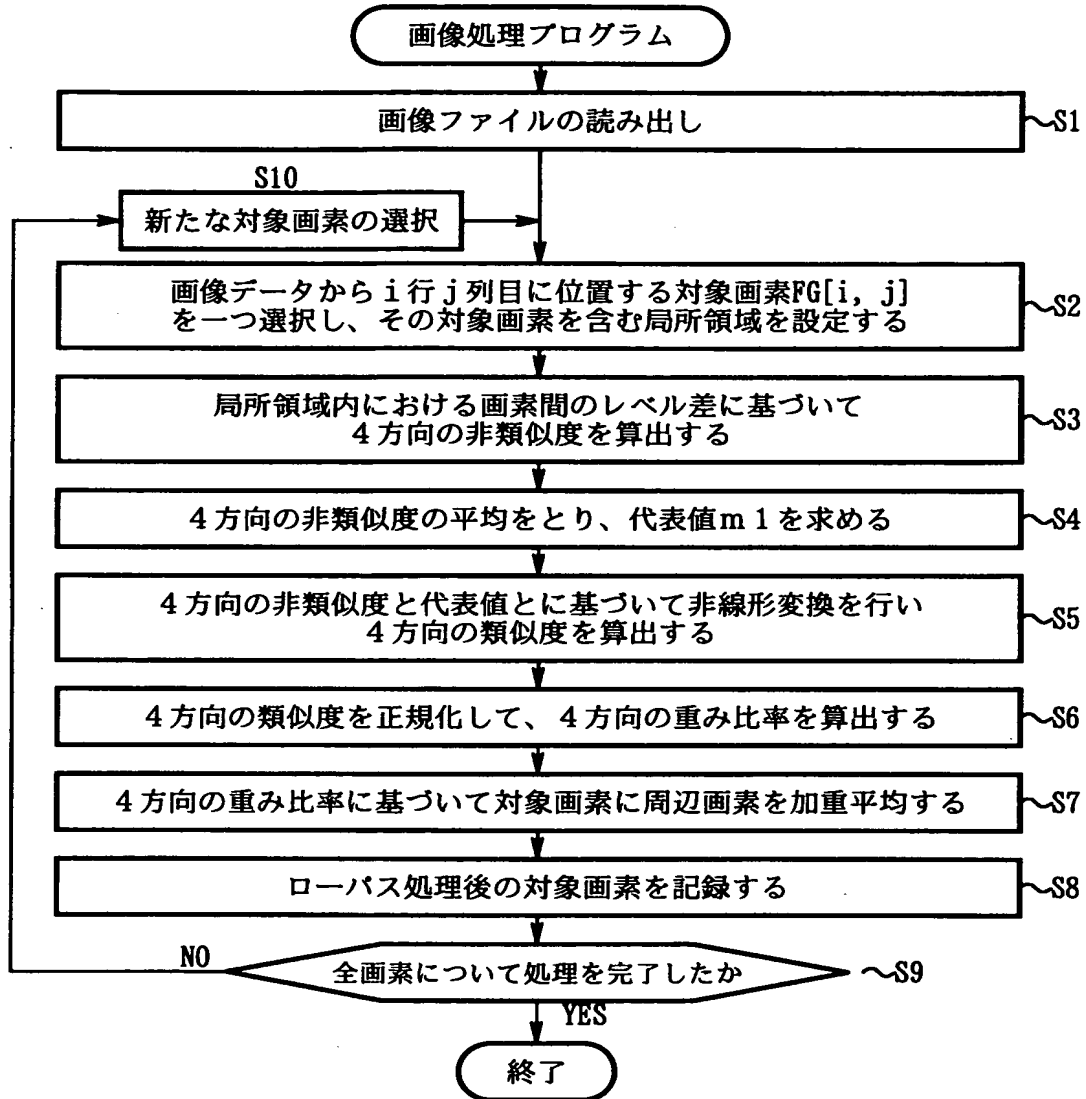 画像処理プログラム
画像ファイルの読み出し
S1
S10
新たな対象画素の選択
画像データからｉ行ｊ列目に位置する対象画素FG[i, j]
を一つ選択し、その対象画素を含む局所領域を設定する
S2
局所領域内における画素間のレベル差に基づいて
４方向の非類似度を算出する
S3
４方向の非類似度の平均をとり、代表値ｍ１を求める
S4
４方向の非類似度と代表値とに基づいて非線形変換を行い
４方向の類似度を算出する
S5
４方向の類似度を正規化して、４方向の重み比率を算出する
S6
４方向の重み比率に基づいて対象画素に周辺画素を加重平均する
S7
ローパス処理後の対象画素を記録する
S8
NO
全画素について処理を完了したか
S9
YES
終了